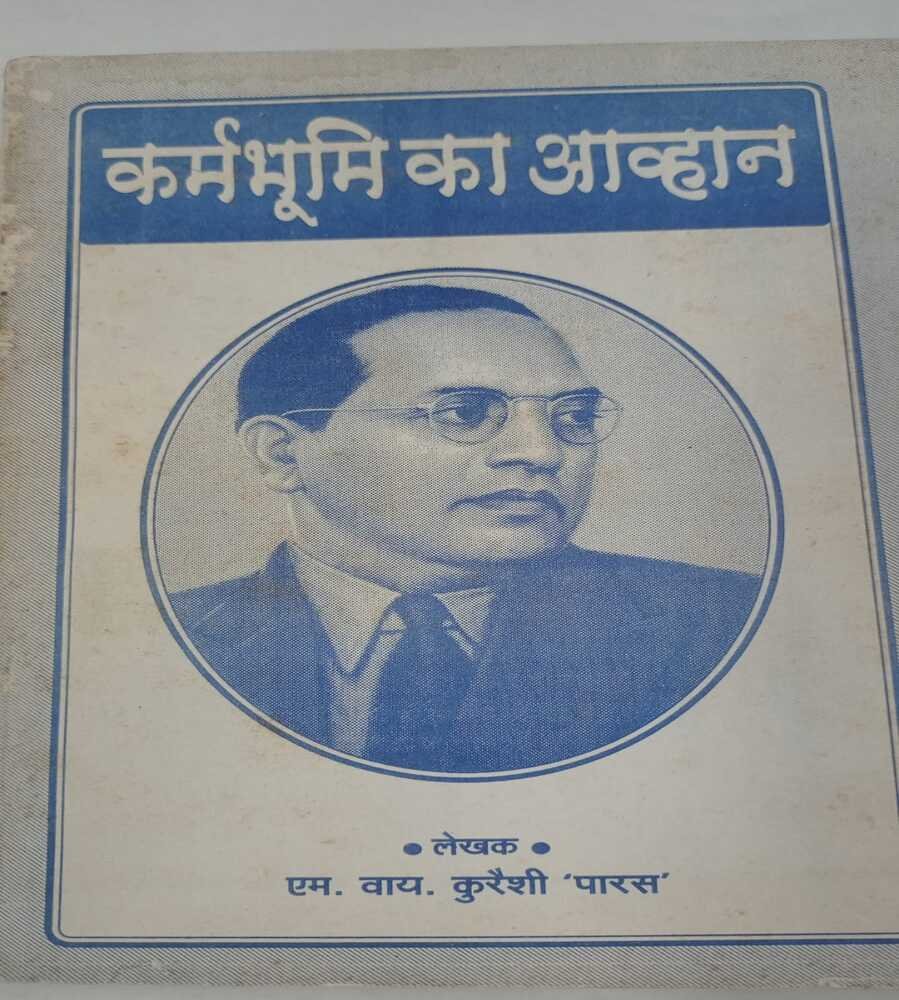 कर्मभूमि का आव्हान
• लेखक •
एम. वाय. कुरैशी ‘पारस’